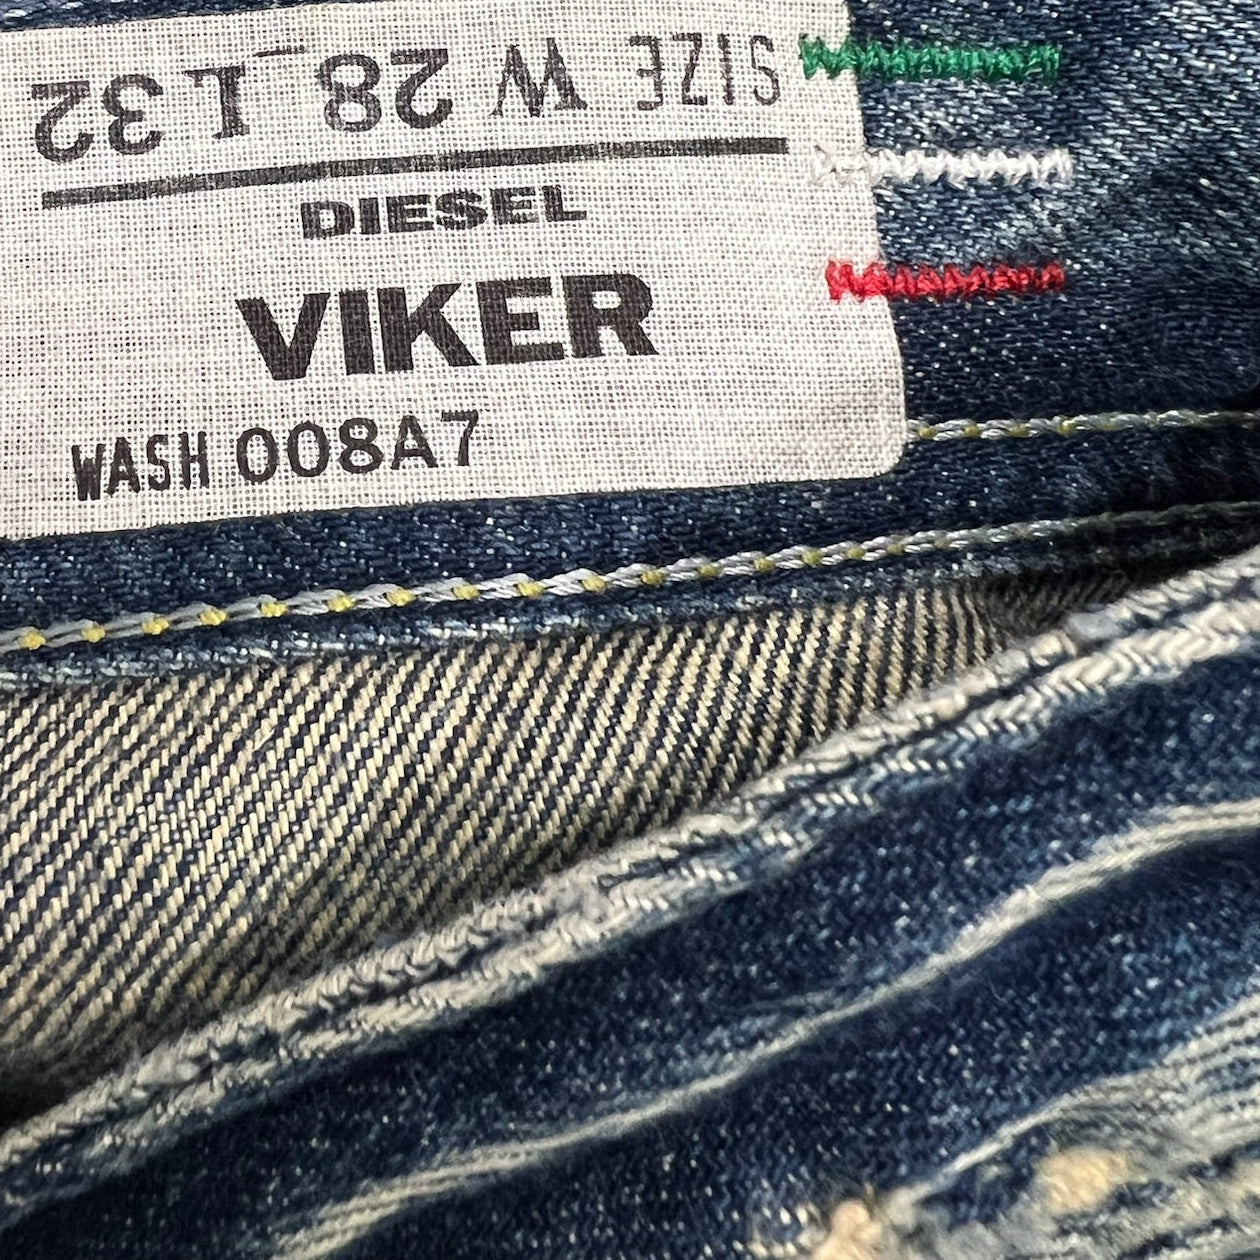 SIZE W 28 L 32
DIESEL
VIKER
WASH 008A7